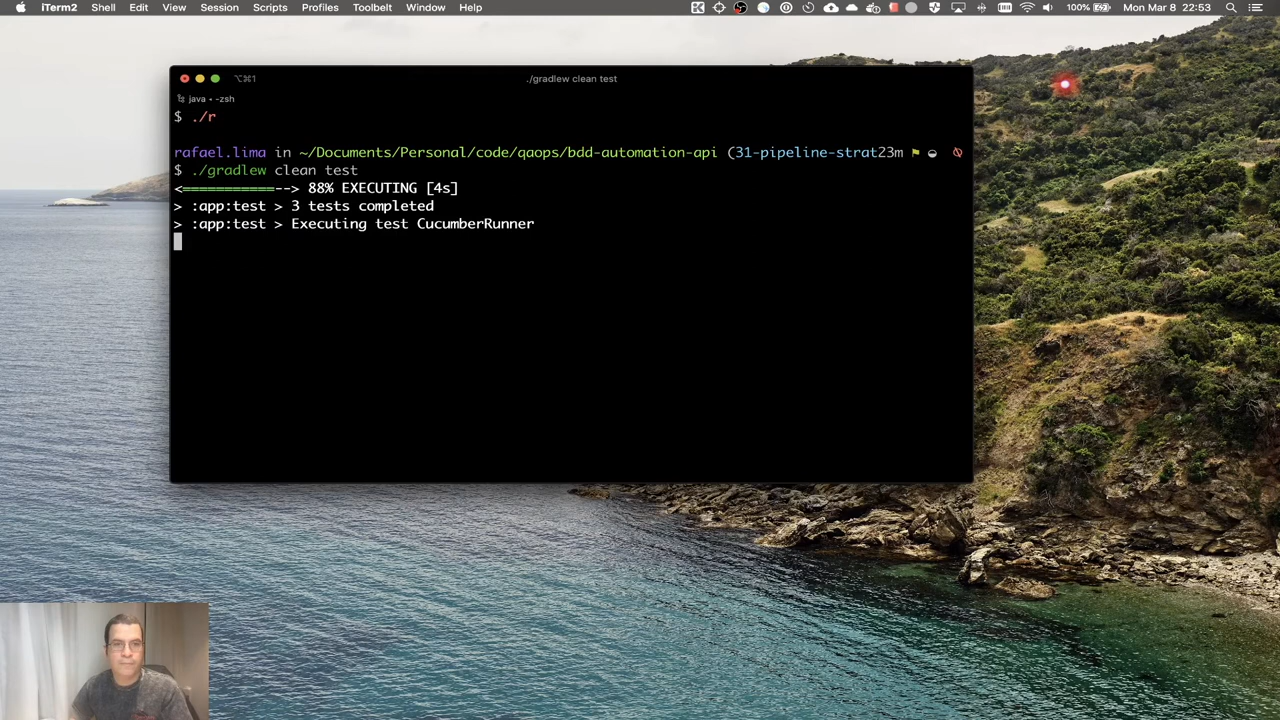 iTerm2 Shell Edit View Session Scripts Profiles Toolbelt Window Help 100% Mon Mar 8 22:53
⌥⌘1 ./gradlew clean test
java • -zsh
$ ./r
rafael.lima in ~/Documents/Personal/code/qaops/bdd-automation-api (31-pipeline-strat23m
$ ./gradlew clean test
<===========--> 88% EXECUTING [4s]
> :app:test > 3 tests completed
> :app:test > Executing test CucumberRunner